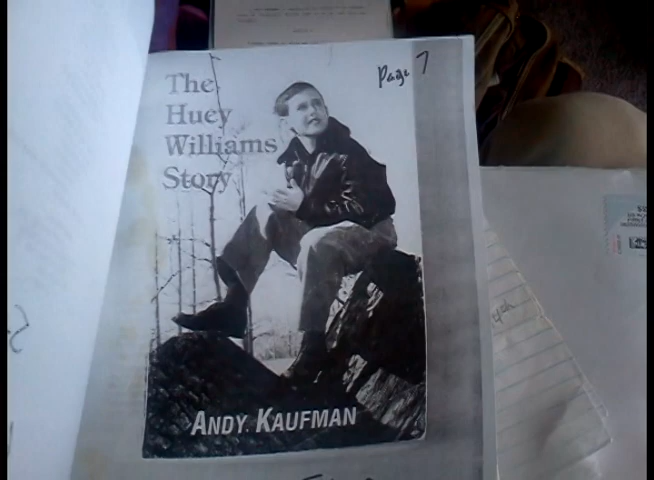 Page 7
The
Huey
Williams
Story
ANDY KAUFMAN